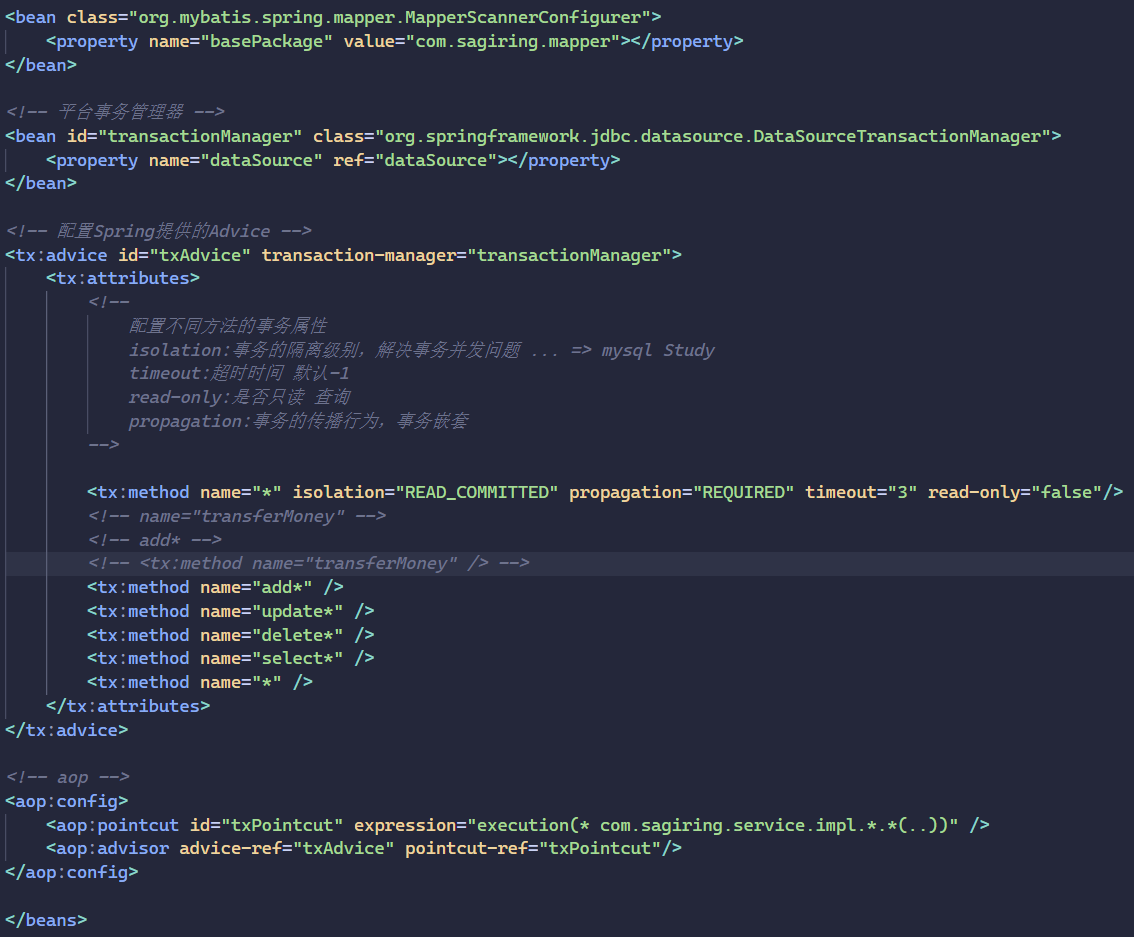 <bean class="org.mybatis.spring.mapper.MapperScannerConfigurer">
    <property name="basePackage" value="com.sagiring.mapper"></property>
</bean>

<!-- 平台事务管理器 -->
<bean id="transactionManager" class="org.springframework.jdbc.datasource.DataSourceTransactionManager">
    <property name="dataSource" ref="dataSource"></property>
</bean>

<!-- 配置Spring提供的Advice -->
<tx:advice id="txAdvice" transaction-manager="transactionManager">
    <tx:attributes>
        <!--
            配置不同方法的事务属性
            isolation:事务的隔离级别，解决事务并发问题 ... => mysql Study
            timeout:超时时间 默认-1
            read-only:是否只读 查询
            propagation:事务的传播行为，事务嵌套
        -->

        <tx:method name="*" isolation="READ_COMMITTED" propagation="REQUIRED" timeout="3" read-only="false"/>
        <!-- name="transferMoney" -->
        <!-- add* -->
        <!-- <tx:method name="transferMoney" /> -->
        <tx:method name="add*" />
        <tx:method name="update*" />
        <tx:method name="delete*" />
        <tx:method name="select*" />
        <tx:method name="*" />
    </tx:attributes>
</tx:advice>

<!-- aop -->
<aop:config>
    <aop:pointcut id="txPointcut" expression="execution(* com.sagiring.service.impl.*.*(..))" />
    <aop:advisor advice-ref="txAdvice" pointcut-ref="txPointcut"/>
</aop:config>

</beans>